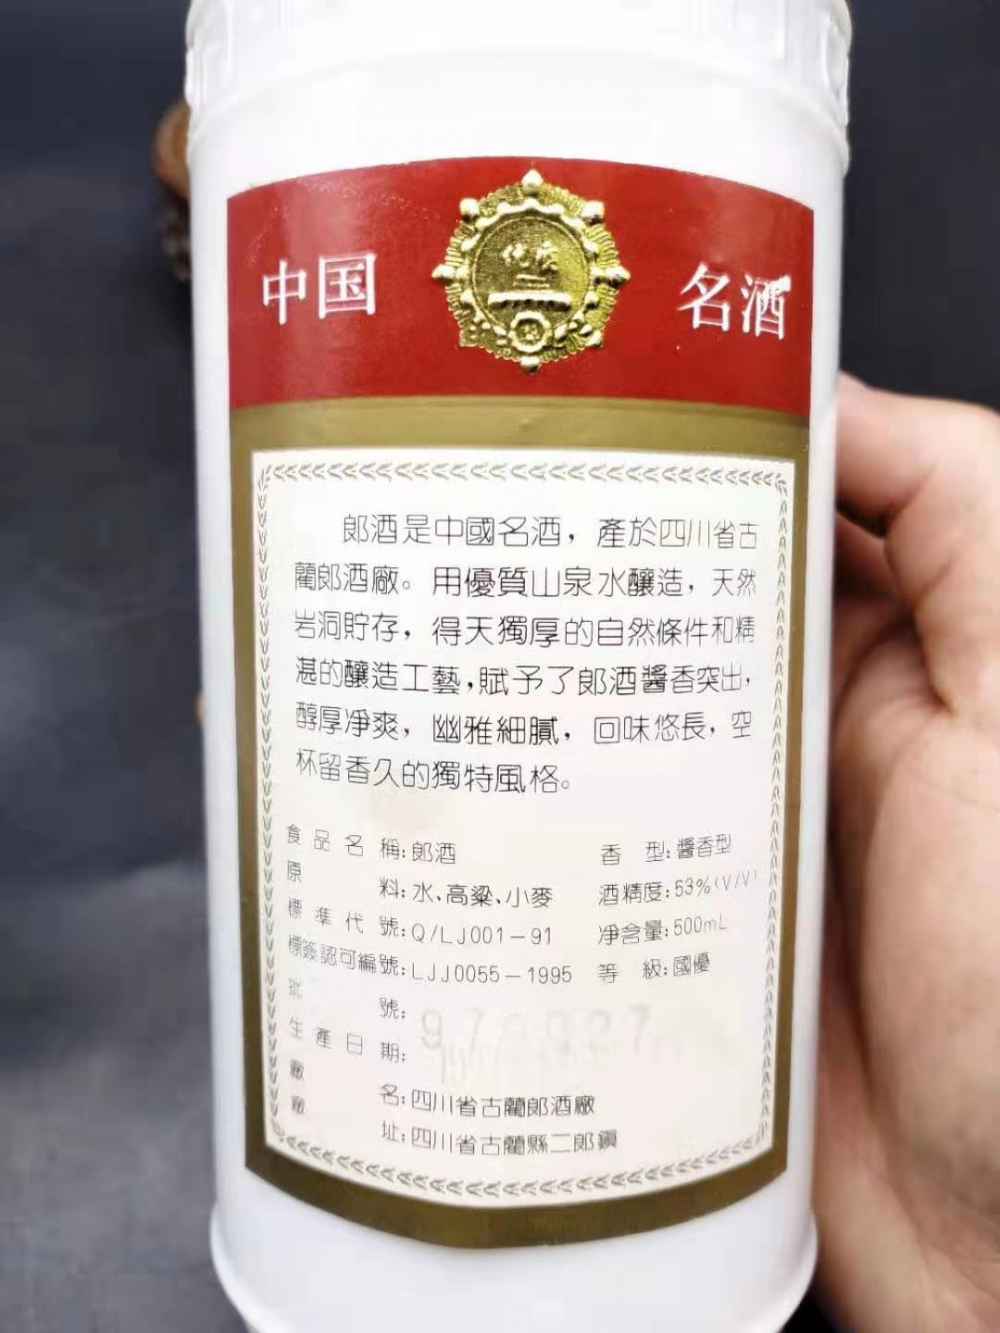 中国 名酒
郎酒是中國名酒，產於四川省古
藺郎酒廠。用優質山泉水釀造，天然
岩洞貯存，得天獨厚的自然條件和精
湛的釀造工藝，賦予了郎酒醬香突出，
醇厚凈爽，幽雅細膩，回味悠長，空
杯留香久的獨特風格。
食品名稱：郎酒 香型：醬香型
原料：水、高粱、小麥 酒精度：53%(V/V)
標準代號：Q/LJ001－91 净含量：500mL
標簽認可編號：LJJ0055－1995 等級：國優
批號：
生產日期：
廠名：四川省古藺郎酒廠
廠址：四川省古藺縣二郎鎮